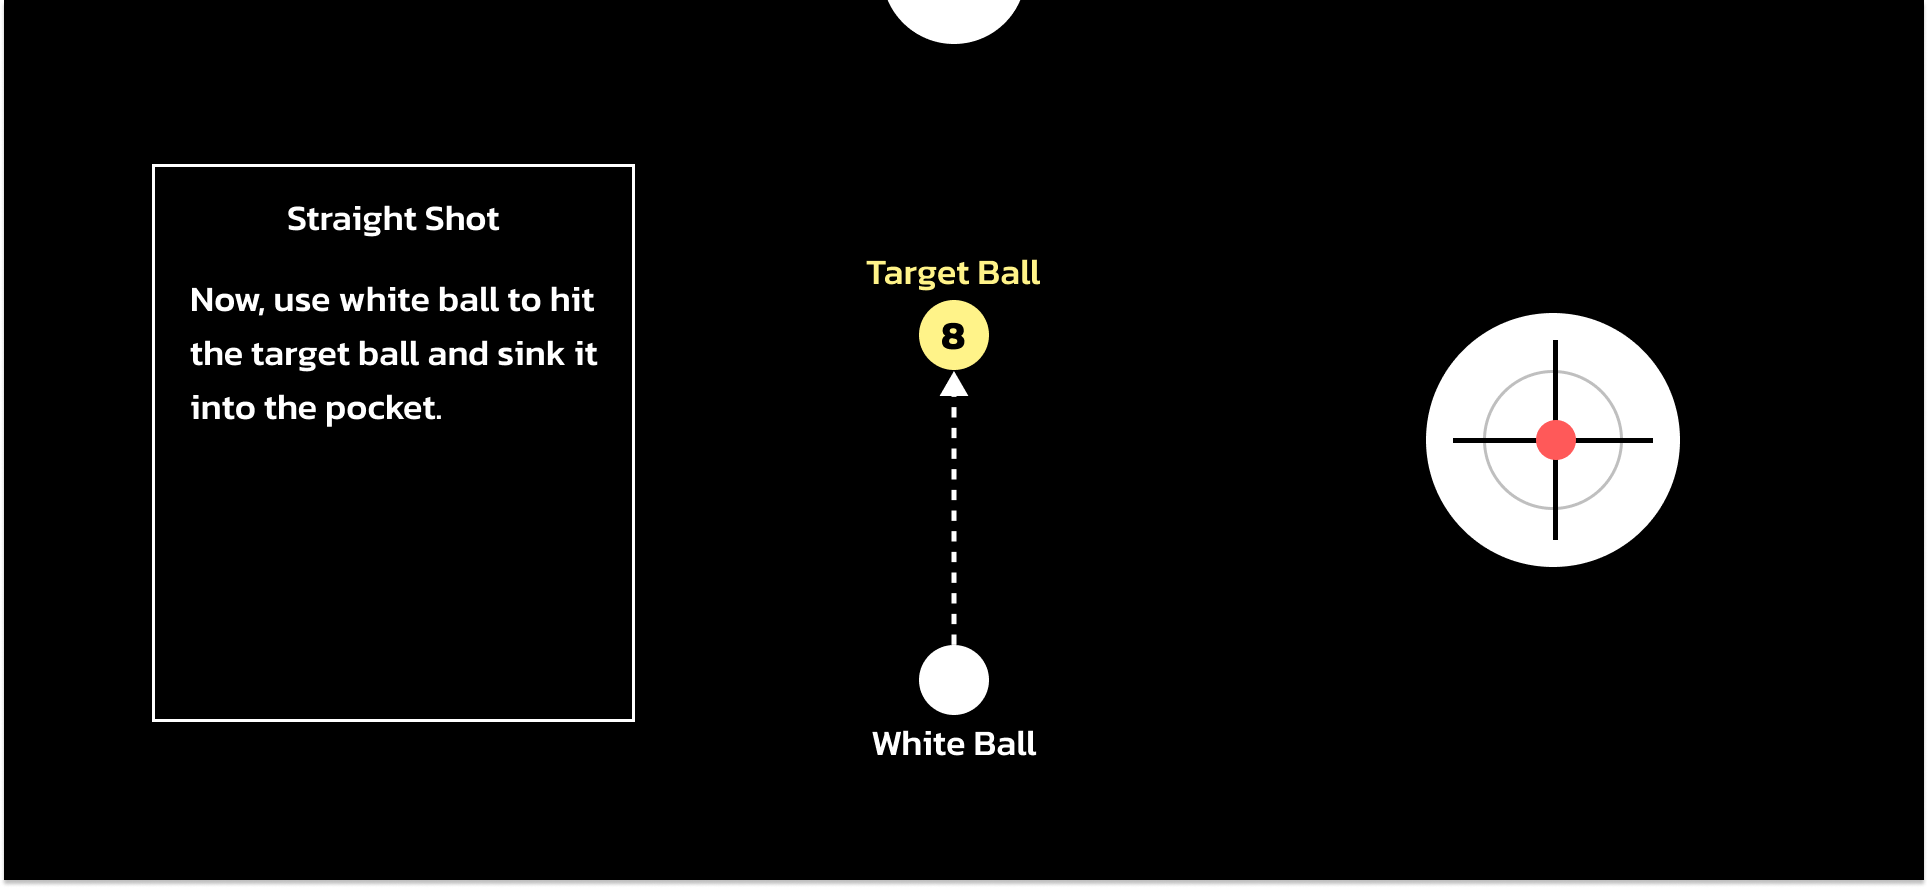 Straight Shot
Now, use white ball to hit
the target ball and sink it
into the pocket.
Target Ball
8
White Ball